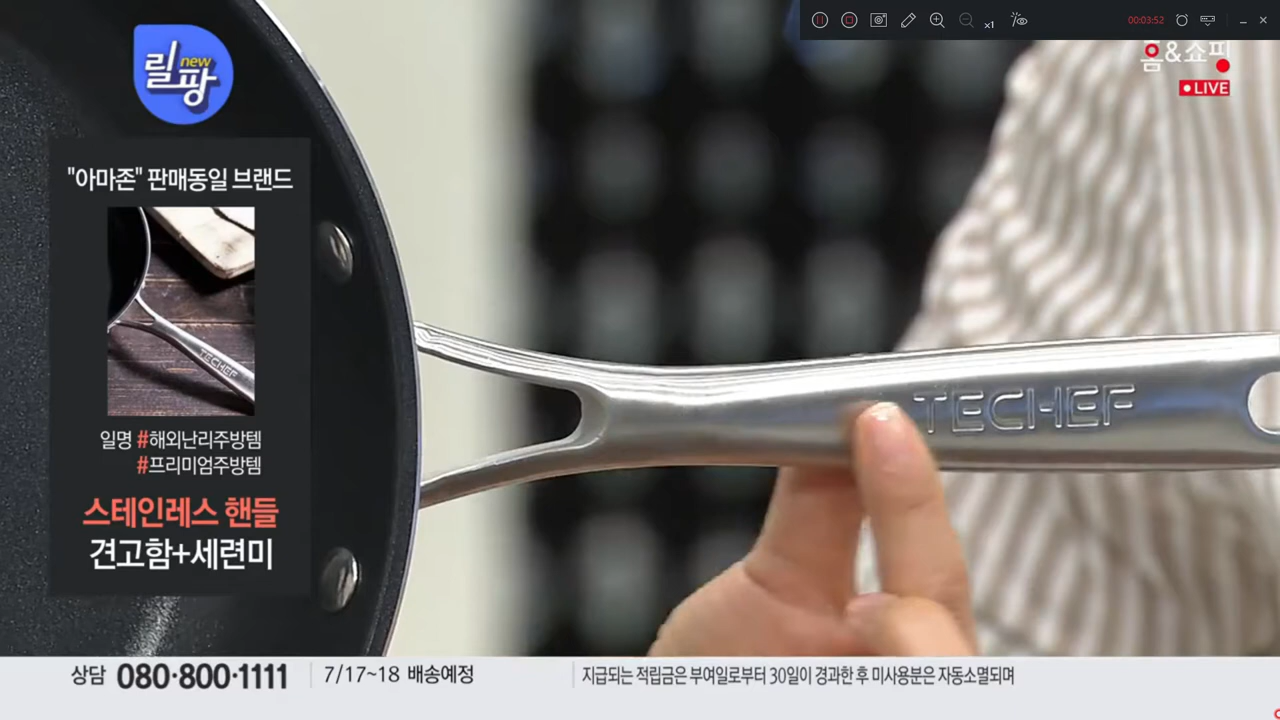 x1
00:03:52
홈&쇼핑
LIVE
릴팡
new
"아마존" 판매동일 브랜드
TECHEF
일명 #해외난리주방템
#프리미엄주방템
스테인레스 핸들
견고함+세련미
TECHEF
상담 080·800·1111
7/17~18 배송예정
지급되는 적립금은 부여일로부터 30일이 경과한 후 미사용분은 자동소멸되며